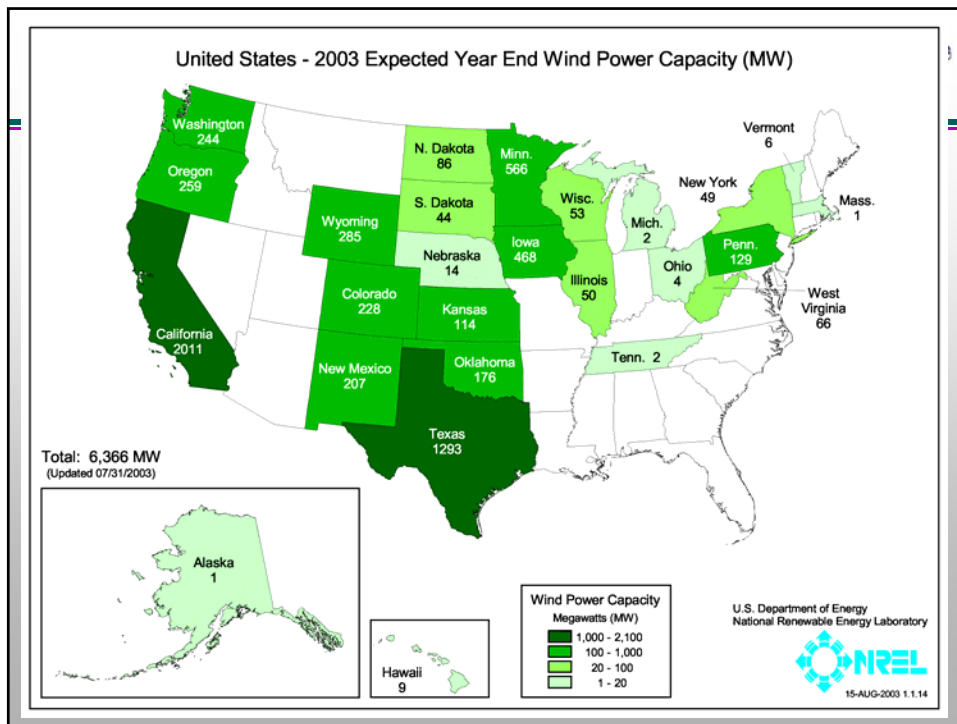 United States - 2003 Expected Year End Wind Power Capacity (MW)
Washington
244
Oregon
259
California
2011
Wyoming
285
Colorado
228
New Mexico
207
N. Dakota
86
S. Dakota
44
Nebraska
14
Kansas
114
Oklahoma
176
Texas
1293
Minn.
566
Iowa
468
Wisc.
53
Illinois
50
Mich.
2
Ohio
4
Tenn. 2
Vermont
6
New York
49
Mass.
1
Penn.
129
West
Virginia
66
Total: 6,366 MW
(Updated 07/31/2003)
Alaska
1
Hawaii
9
Wind Power Capacity
Megawatts (MW)
1,000 - 2,100
100 - 1,000
20 - 100
1 - 20
U.S. Department of Energy
National Renewable Energy Laboratory
NREL
15-AUG-2003 1.1.14